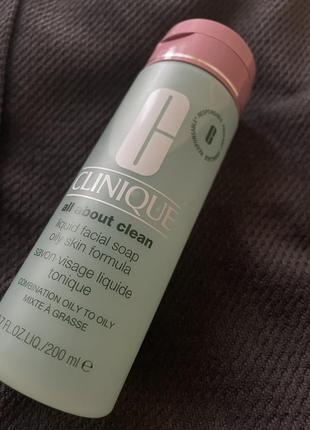 C
CLINIQUE
all about clean
liquid facial soap
oily skin formula
savon visage liquide
tonique
COMBINATION OILY TO OILY
MIXTE À GRASSE
7 FL.OZ.LIQ./200 ml e
C